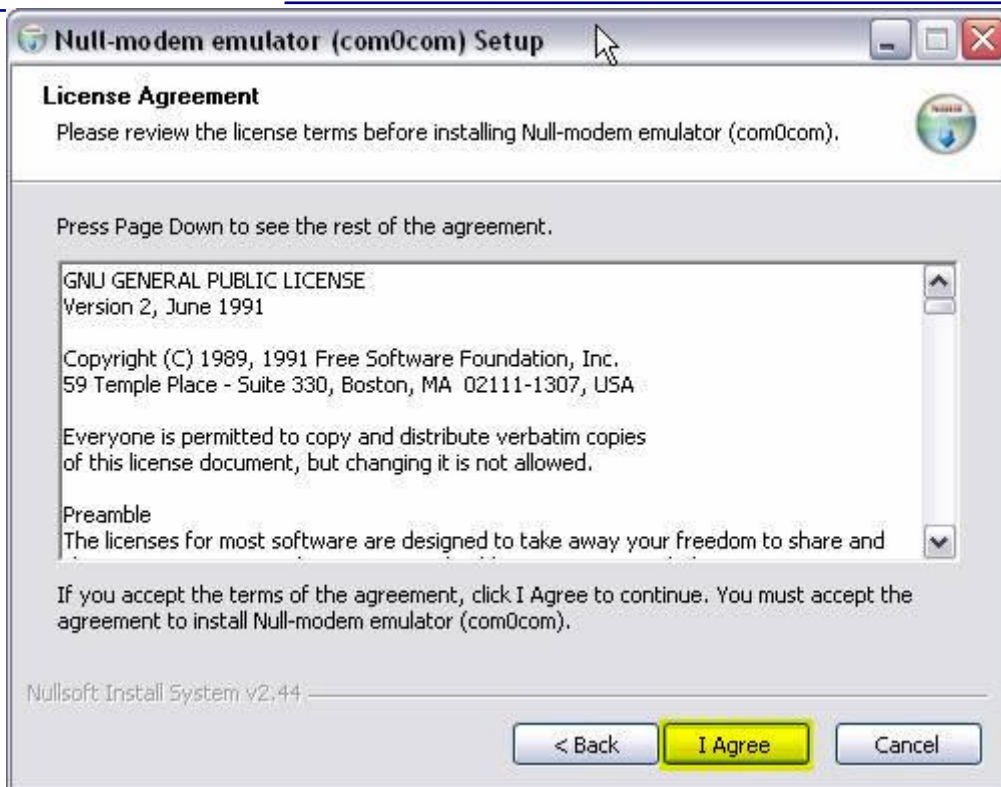 Null-modem emulator (com0com) Setup
License Agreement
Please review the license terms before installing Null-modem emulator (com0com).
Press Page Down to see the rest of the agreement.
GNU GENERAL PUBLIC LICENSE
Version 2, June 1991
Copyright (C) 1989, 1991 Free Software Foundation, Inc.
59 Temple Place - Suite 330, Boston, MA  02111-1307, USA
Everyone is permitted to copy and distribute verbatim copies
of this license document, but changing it is not allowed.
Preamble
The licenses for most software are designed to take away your freedom to share and
If you accept the terms of the agreement, click I Agree to continue. You must accept the
agreement to install Null-modem emulator (com0com).
Nullsoft Install System v2.44
< Back
I Agree
Cancel